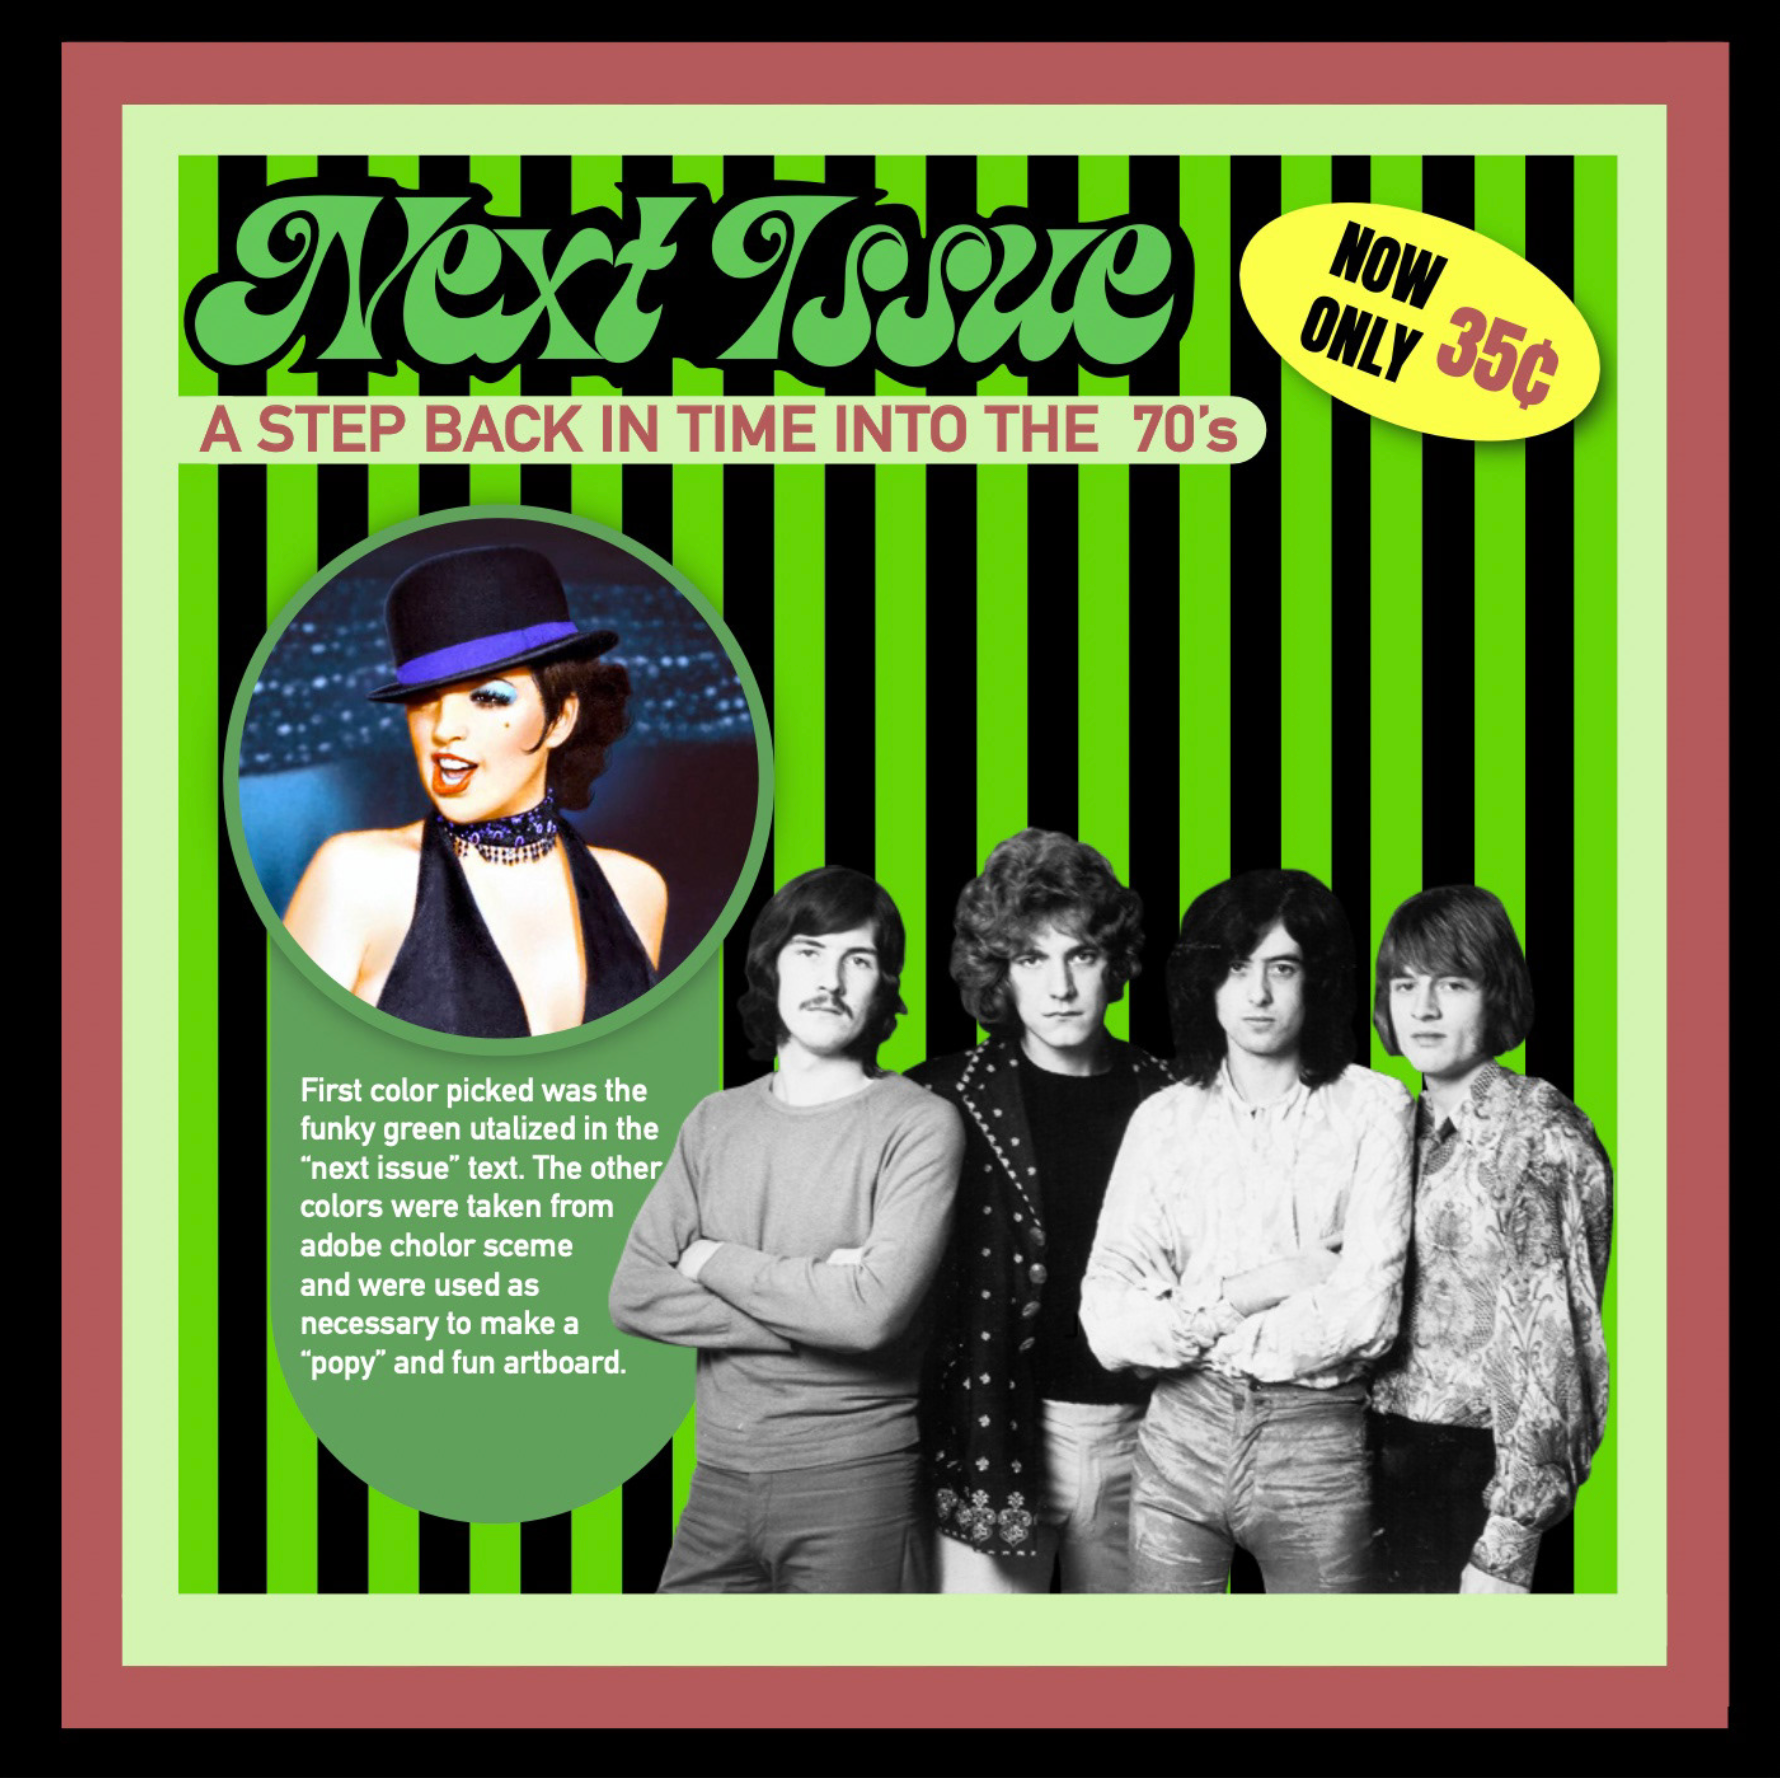 Next Issue
NOW
ONLY 35¢
A STEP BACK IN TIME INTO THE 70's
First color picked was the
funky green utalized in the
“next issue” text. The other
colors were taken from
adobe cholor sceme
and were used as
necessary to make a
“popy” and fun artboard.